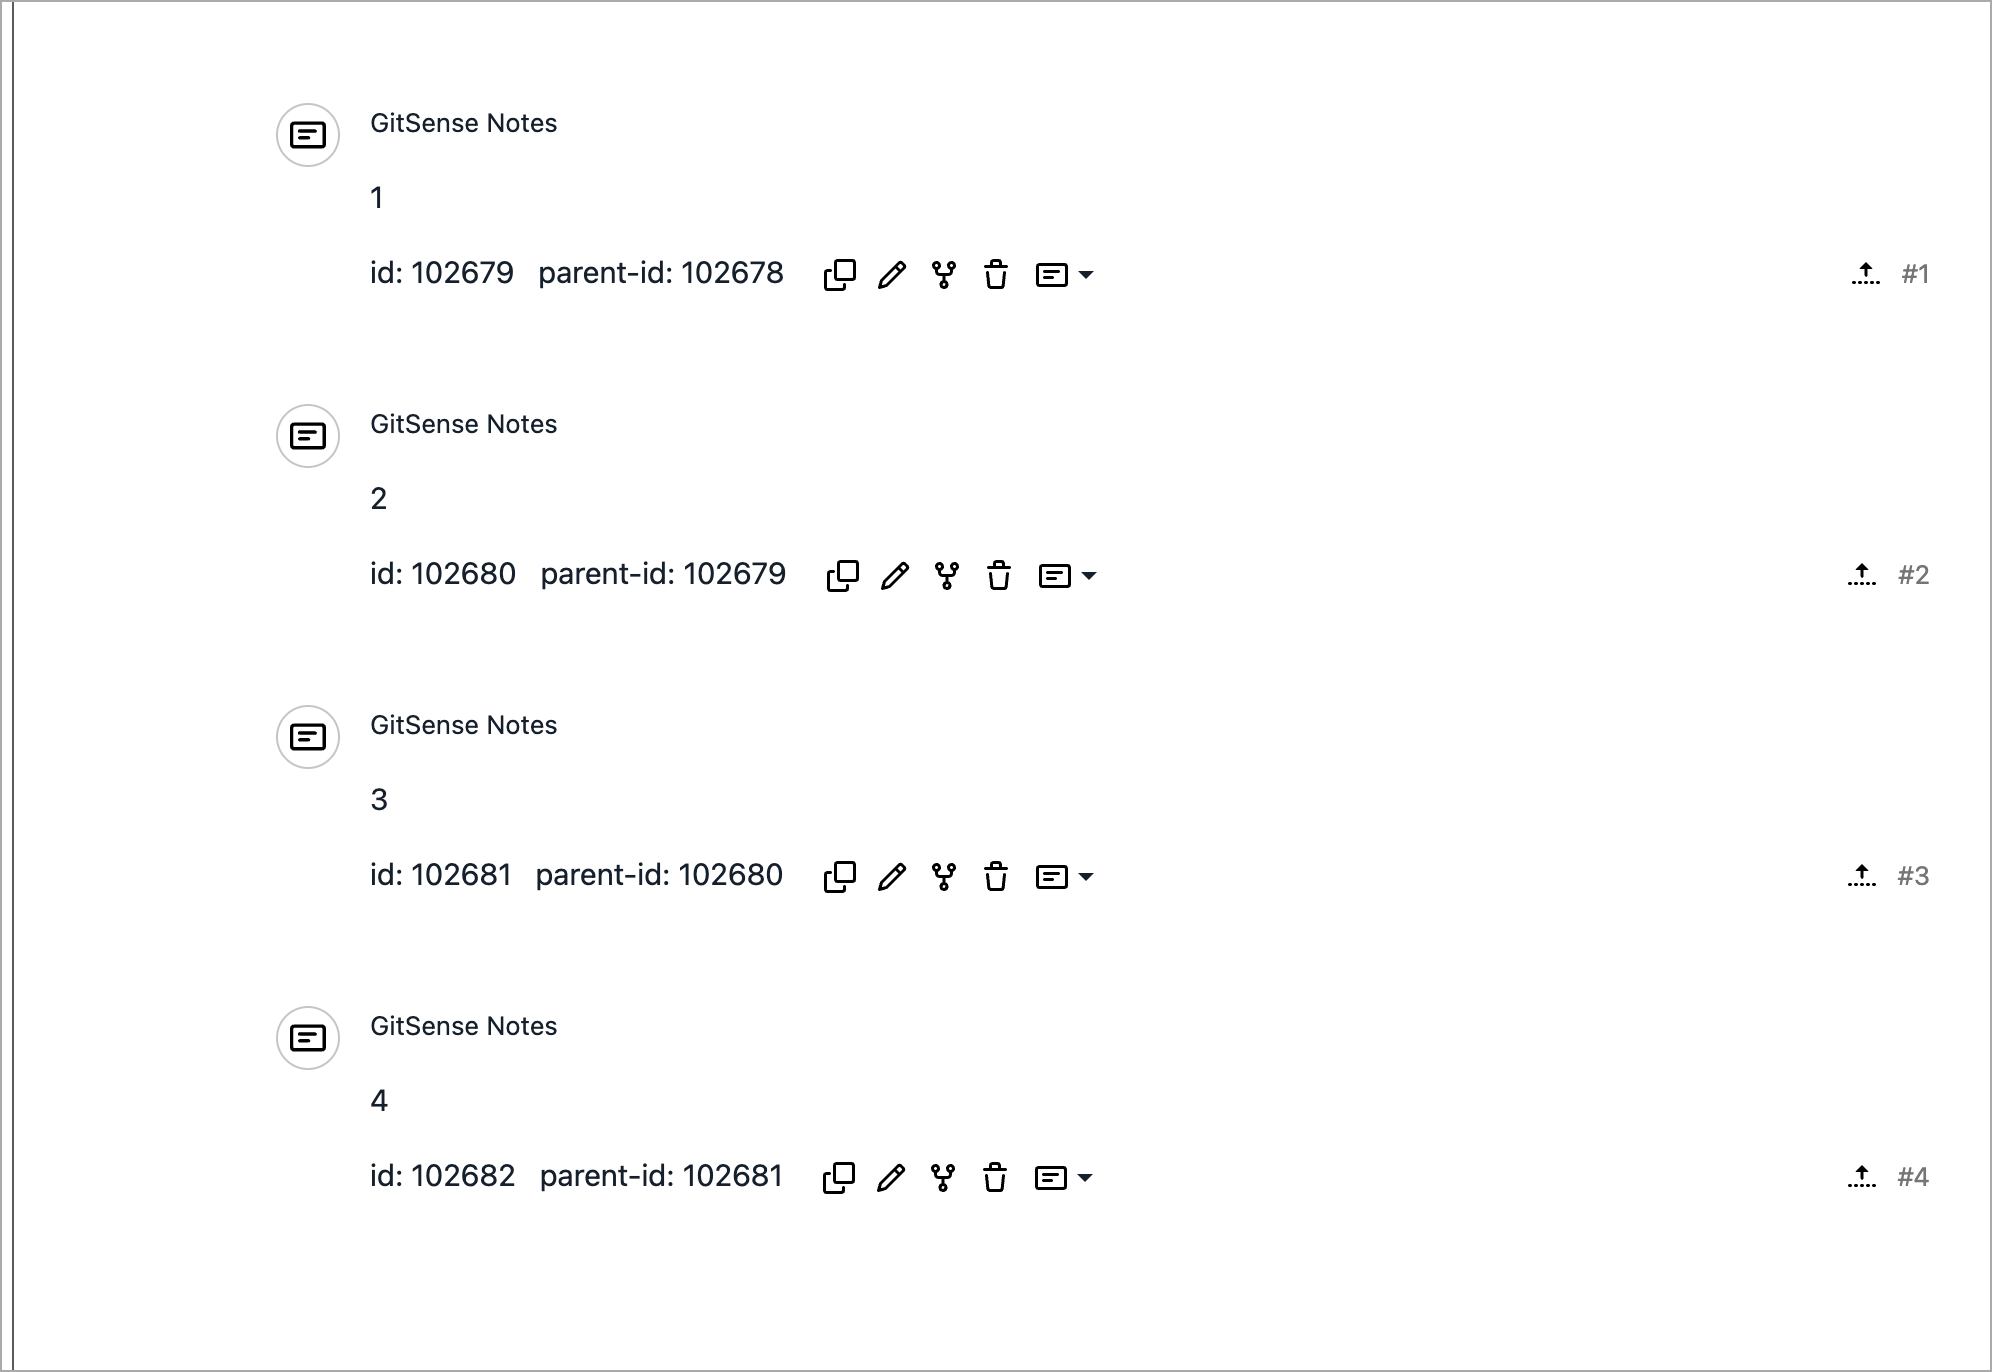 GitSense Notes
1
id: 102679 parent-id: 102678 #1
GitSense Notes
2
id: 102680 parent-id: 102679 #2
GitSense Notes
3
id: 102681 parent-id: 102680 #3
GitSense Notes
4
id: 102682 parent-id: 102681 #4